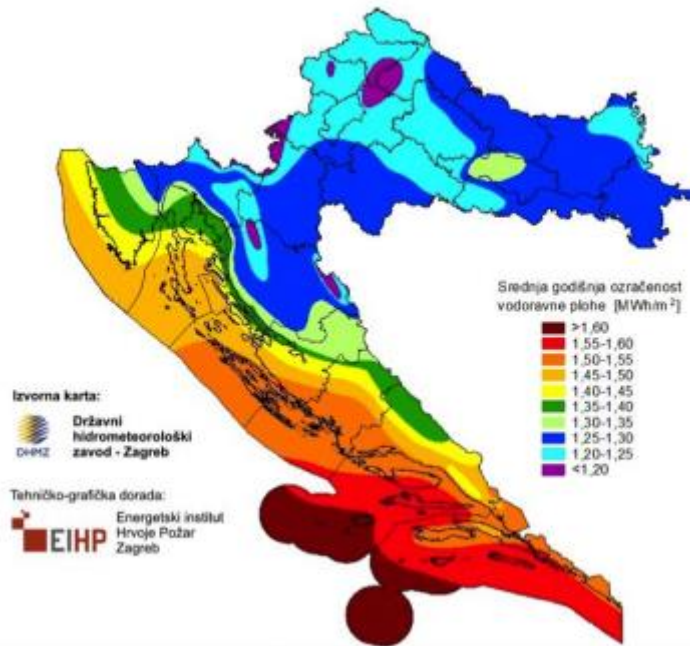 Srednja godišnja ozračenost
vodoravne plohe [MWh/m²]
>1,60
1,55-1,60
1,50-1,55
1,45-1,50
1,40-1,45
1,35-1,40
1,30-1,35
1,25-1,30
1,20-1,25
<1,20
Izvorna karta:
DHMZ
Državni
hidrometeorološki
zavod - Zagreb
Tehničko-grafička dorada:
EIHP
Energetski institut
Hrvoje Požar
Zagreb